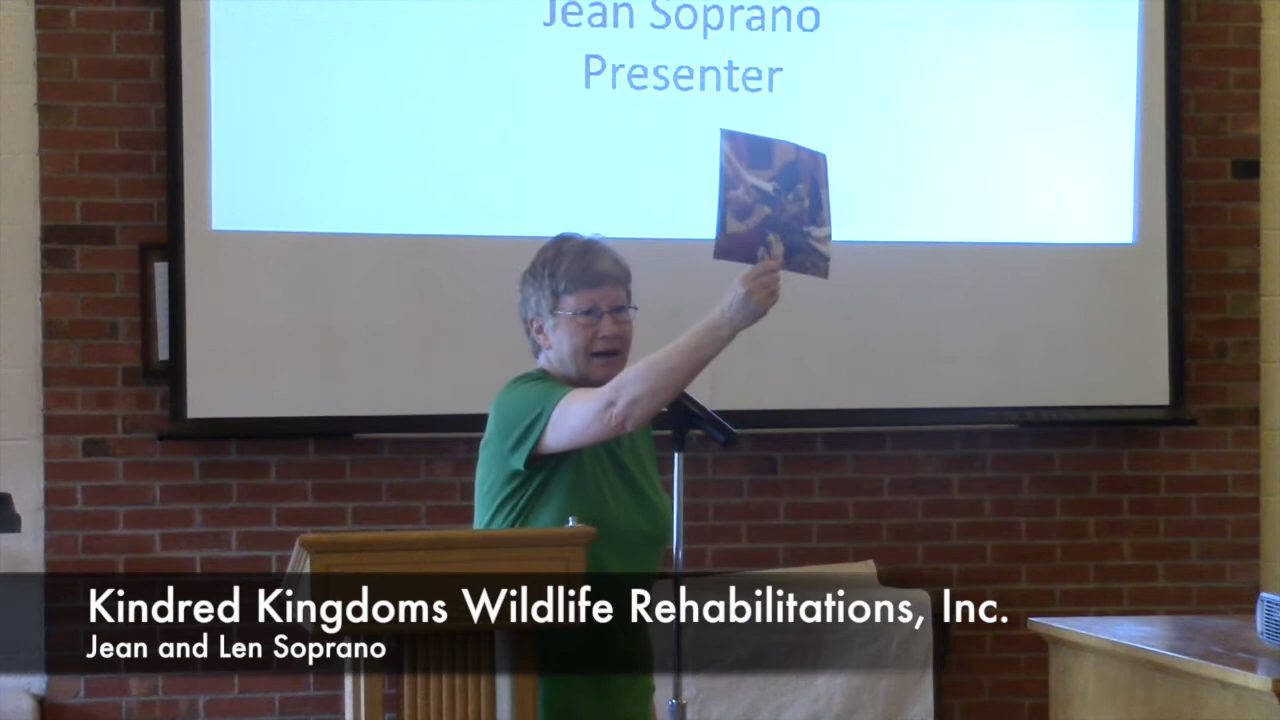 Jean Soprano
Presenter
Kindred Kingdoms Wildlife Rehabilitations, Inc.
Jean and Len Soprano